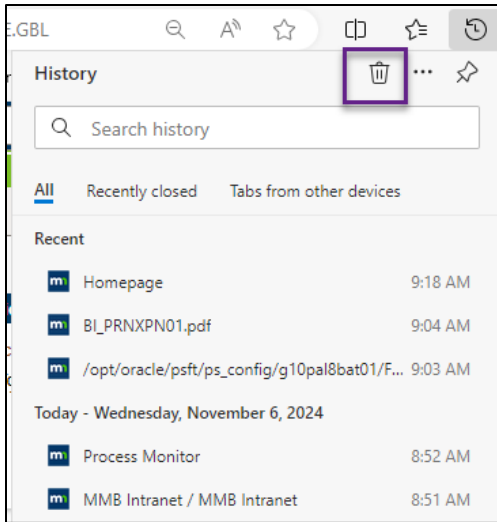 E.GBL
History
Search history
All Recently closed Tabs from other devices
Recent
m Homepage 9:18 AM
m BI_PRNXPN01.pdf 9:04 AM
m /opt/oracle/psft/ps_config/g10pal8bat01/F... 9:03 AM
Today - Wednesday, November 6, 2024
m Process Monitor 8:52 AM
m MMB Intranet / MMB Intranet 8:51 AM